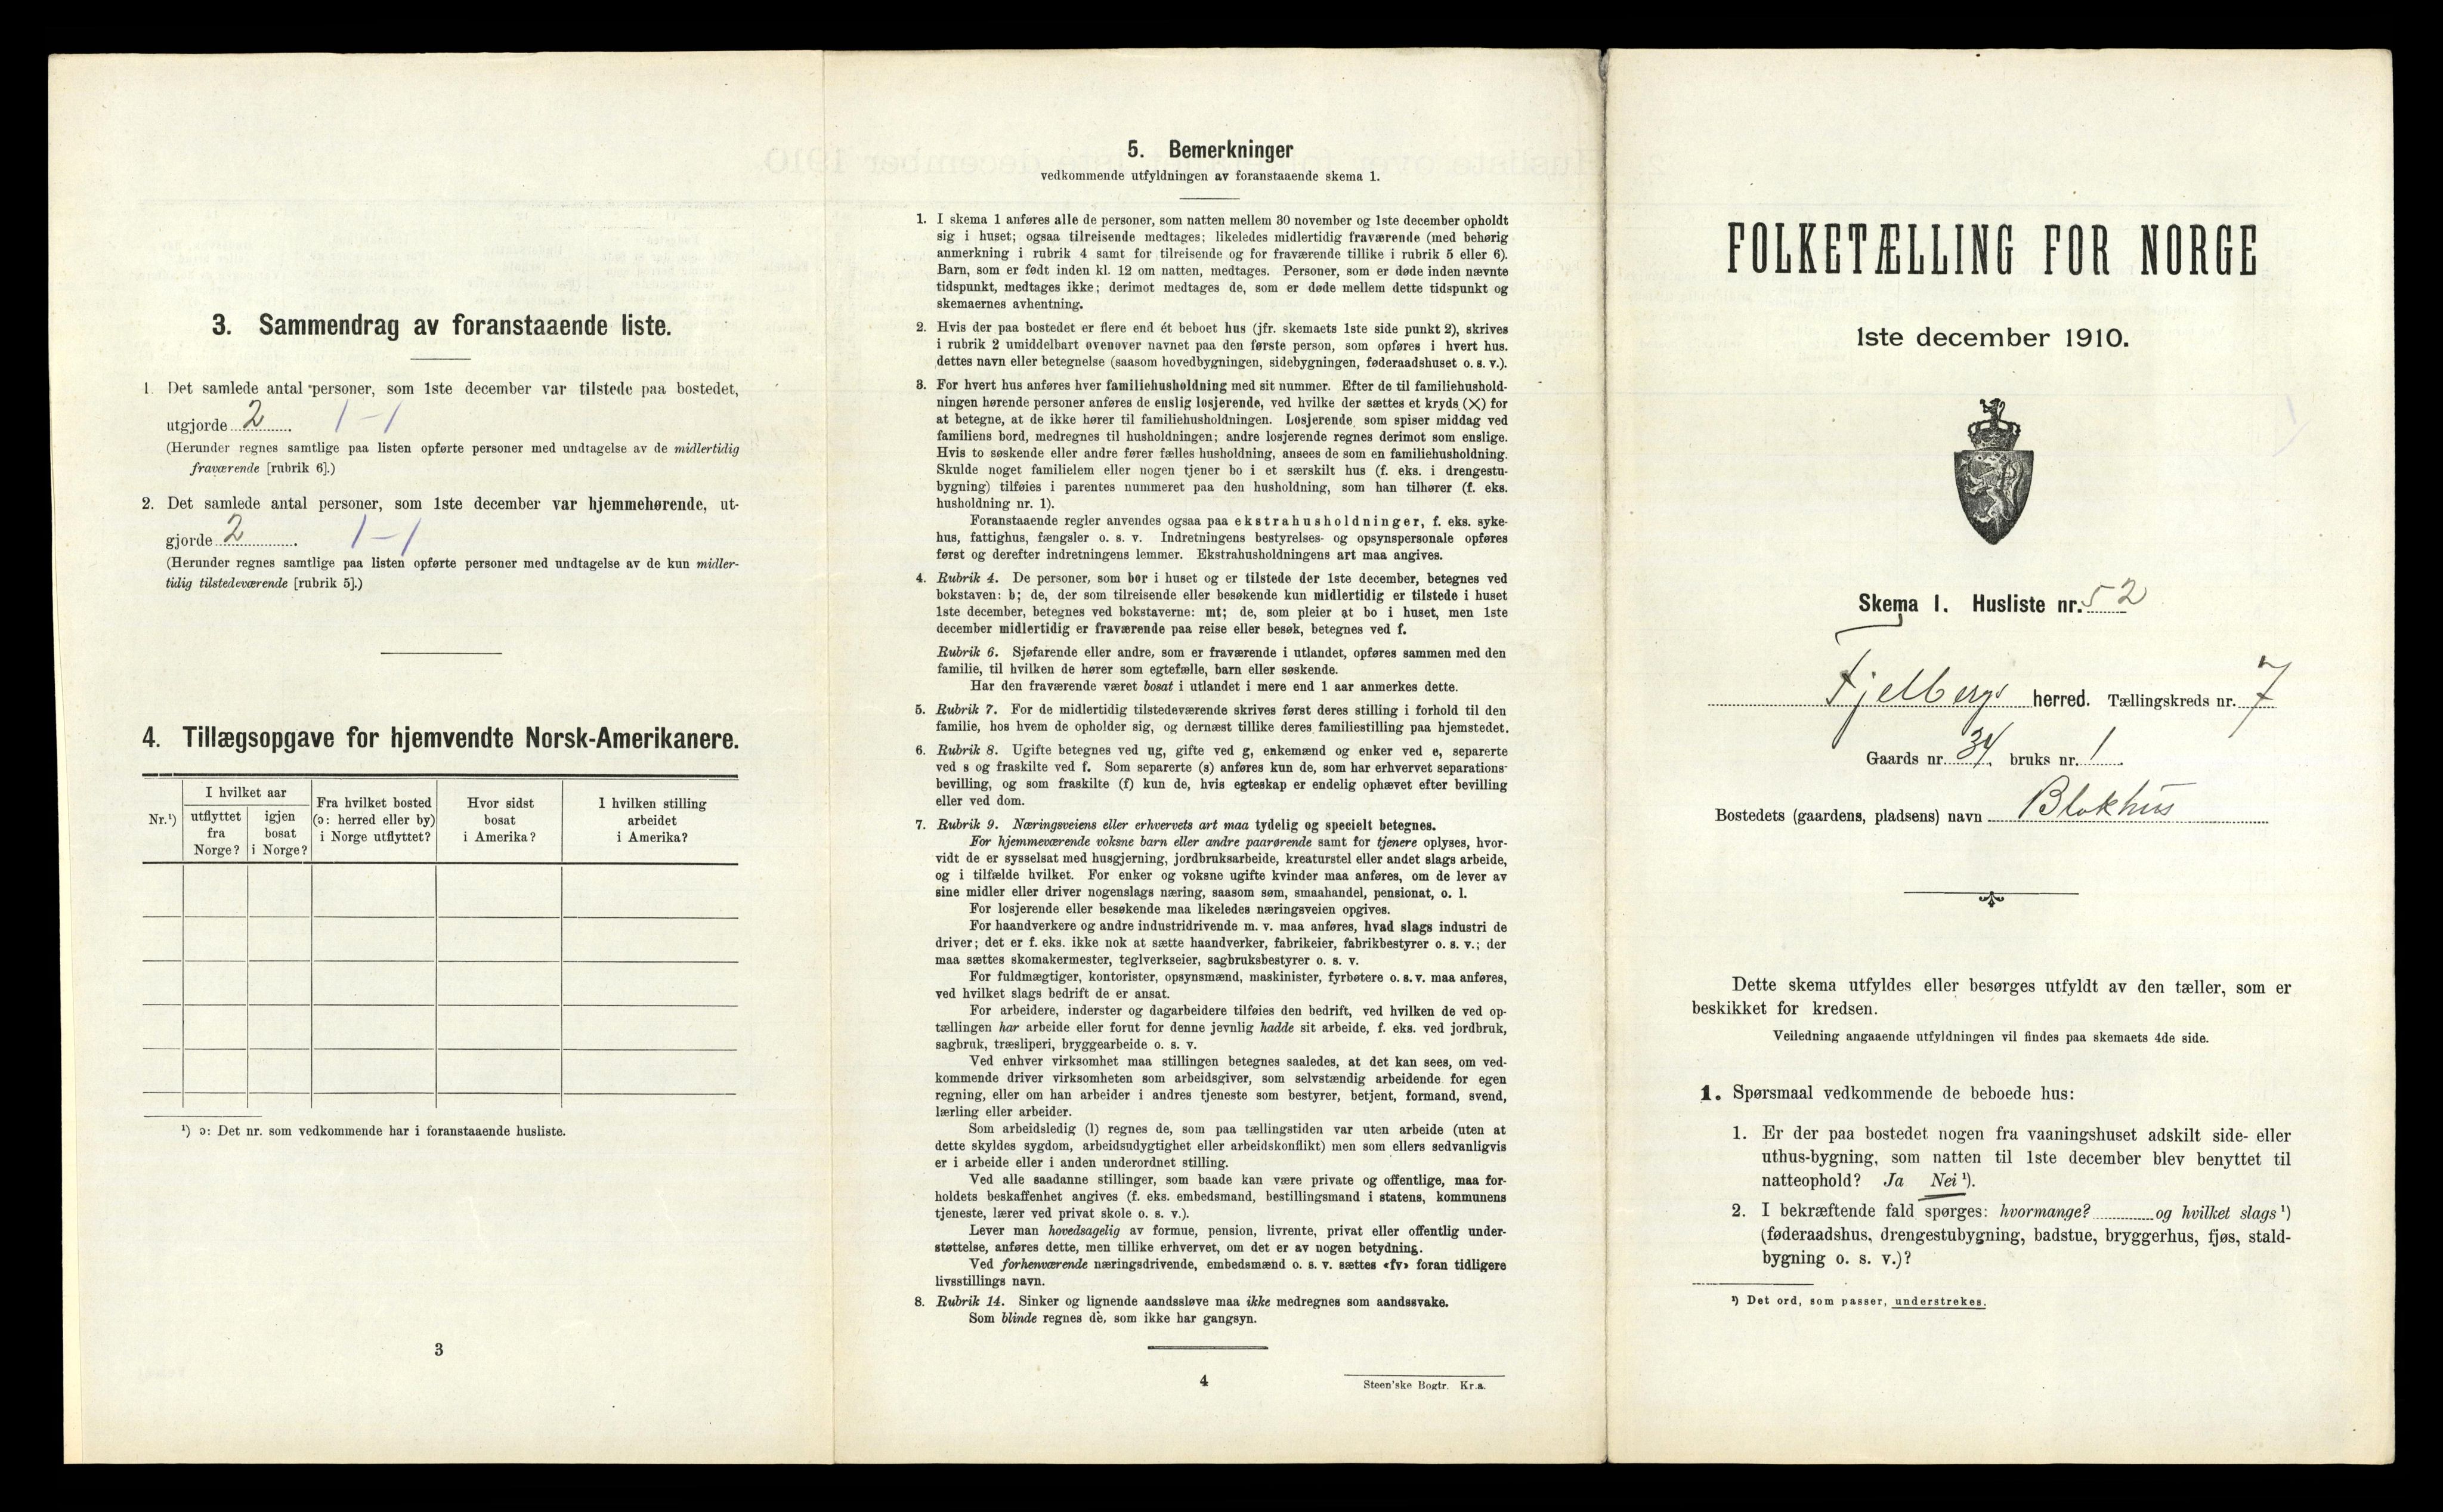 3. Sammendrag av foranstaaende liste.
1. Det samlede antal personer, som 1ste december var tilstede paa bostedet,
utgjorde 2. 1 – 1
(Herunder regnes samtlige paa listen opførte personer med undtagelse av de midlertidig
fraværende [rubrik 6].)
2. Det samlede antal personer, som 1ste december var hjemmehørende, ut-
gjorde 2. 1 – 1
(Herunder regnes samtlige paa listen opførte personer med undtagelse av de kun midler-
tidig tilstedeværende [rubrik 5].)
4. Tillægsopgave for hjemvendte Norsk-Amerikanere.
Nr.¹)
I hvilket aar
utflyttet
fra
Norge?
igjen
bosat
i Norge?
Fra hvilket bosted
(ɔ: herred eller by)
i Norge utflyttet?
Hvor sidst
bosat
i Amerika?
I hvilken stilling
arbeidet
i Amerika?
¹) ɔ: Det nr. som vedkommende har i foranstaaende husliste.
3
5. Bemerkninger
vedkommende utfyldningen av foranstaaende skema 1.
1. I skema 1 anføres alle de personer, som natten mellem 30 november og 1ste december opholdt
sig i huset; ogsaa tilreisende medtages; likeledes midlertidig fraværende (med behørig
anmerkning i rubrik 4 samt for tilreisende og for fraværende tillike i rubrik 5 eller 6).
Barn, som er født inden kl. 12 om natten, medtages. Personer, som er døde inden nævnte
tidspunkt, medtages ikke; derimot medtages de, som er døde mellem dette tidspunkt og
skemaernes avhentning.
2. Hvis der paa bostedet er flere end ét beboet hus (jfr. skemaets 1ste side punkt 2), skrives
i rubrik 2 umiddelbart ovenover navnet paa den første person, som opføres i hvert hus.
dettes navn eller betegnelse (saasom hovedbygningen, sidebygningen, føderaadshuset o. s. v.).
3. For hvert hus anføres hver familiehusholdning med sit nummer. Efter de til familiehushold-
ningen hørende personer anføres de enslig losjerende, ved hvilke der sættes et kryds (×) for
at betegne, at de ikke hører til familiehusholdningen. Losjerende som spiser middag ved
familiens bord, medregnes til husholdningen; andre losjerende regnes derimot som enslige.
Hvis to søskende eller andre fører fælles husholdning, ansees de som en familiehusholdning.
Skulde noget familielem eller nogen tjener bo i et særskilt hus (f. eks. i drengestu-
bygning) tilføies i parentes nummeret paa den husholdning, som han tilhører (f. eks.
husholdning nr. 1).
Foranstaaende regler anvendes ogsaa paa ekstrahusholdninger, f. eks. syke-
hus, fattighus, fængsler o. s. v. Indretningens bestyrelses- og opsynspersonale opføres
først og derefter indretningens lemmer. Ekstrahusholdningens art maa angives.
4. Rubrik 4. De personer, som bor i huset og er tilstede der 1ste december, betegnes ved
bokstaven: b; de, der som tilreisende eller besøkende kun midlertidig er tilstede i huset
1ste december, betegnes ved bokstaverne: mt; de, som pleier at bo i huset, men 1ste
december midlertidig er fraværende paa reise eller besøk, betegnes ved f.
Rubrik 6. Sjøfarende eller andre, som er fraværende i utlandet, opføres sammen med den
familie, til hvilken de hører som egtefælle, barn eller søskende.
Har den fraværende været bosat i utlandet i mere end 1 aar anmerkes dette.
5. Rubrik 7. For de midlertidig tilstedeværende skrives først deres stilling i forhold til den
familie, hos hvem de opholder sig, og dernæst tillike deres familiestilling paa hjemstedet.
6. Rubrik 8. Ugifte betegnes ved ug, gifte ved g, enkemænd og enker ved e, separerte
ved s og fraskilte ved f. Som separerte (s) anføres kun de, som har erhvervet separations-
bevilling, og som fraskilte (f) kun de, hvis egteskap er endelig ophævet efter bevilling
eller ved dom.
7. Rubrik 9. Næringsveiens eller erhvervets art maa tydelig og specielt betegnes.
For hjemmeværende voksne barn eller andre paarørende samt for tjenere oplyses, hvor-
vidt de er sysselsat med husgjerning, jordbruksarbeide, kreaturstel eller andet slags arbeide,
og i tilfælde hvilket. For enker og voksne ugifte kvinder maa anføres, om de lever av
sine midler eller driver nogenslags næring, saasom søm, smaahandel, pensionat, o. l.
For losjerende eller besøkende maa likeledes næringsveien opgives.
For haandverkere og andre industridrivende m. v. maa anføres, hvad slags industri de
driver; det er f. eks. ikke nok at sætte haandverker, fabrikeier, fabrikbestyrer o. s. v.; der
maa sættes skomakermester, teglverkseier, sagbruksbestyrer o. s. v.
For fuldmægtiger, kontorister, opsynsmænd, maskinister, fyrbøtere o. s. v. maa anføres,
ved hvilket slags bedrift de er ansat.
For arbeidere, inderster og dagarbeidere tilføies den bedrift, ved hvilken de ved op-
tællingen har arbeide eller forut for denne jevnlig hadde sit arbeide, f. eks. ved jordbruk,
sagbruk, træsliperi, bryggearbeide o. s. v.
Ved enhver virksomhet maa stillingen betegnes saaledes, at det kan sees, om ved-
kommende driver virksomheten som arbeidsgiver, som selvstændig arbeidende for egen
regning, eller om han arbeider i andres tjeneste som bestyrer, betjent, formand, svend,
lærling eller arbeider.
Som arbeidsledig (l) regnes de, som paa tællingstiden var uten arbeide (uten at
dette skyldes sygdom, arbeidsudygtighet eller arbeidskonflikt) men som ellers sedvanligvis
er i arbeide eller i anden underordnet stilling.
Ved alle saadanne stillinger, som baade kan være private og offentlige, maa for-
holdets beskaffenhet angives (f. eks. embedsmand, bestillingsmand i statens, kommunens
tjeneste, lærer ved privat skole o. s. v.).
Lever man hovedsagelig av formue, pension, livrente, privat eller offentlig under-
støttelse, anføres dette, men tillike erhvervet, om det er av nogen betydning.
Ved forhenværende næringsdrivende, embedsmænd o. s. v. sættes «fv» foran tidligere
livsstillings navn.
8. Rubrik 14. Sinker og lignende aandssløve maa ikke medregnes som aandssvake.
Som blinde regnes de, som ikke har gangsyn.
4
Steen'ske Bogtr. Kr.a.
FOLKETÆLLING FOR NORGE
1ste december 1910.
Skema 1. Husliste nr. 52
Fjelbergs herred. Tællingskreds nr. 7
Gaards nr. 34, bruks nr. 1.
Bostedets (gaardens, pladsens) navn Blokhus
Dette skema utfyldes eller besørges utfyldt av den tæller, som er
beskikket for kredsen.
Veiledning angaaende utfyldningen vil findes paa skemaets 4de side.
1. Spørsmaal vedkommende de beboede hus:
1. Er der paa bostedet nogen fra vaaningshuset adskilt side- eller
uthus-bygning, som natten til 1ste december blev benyttet til
natteophold? Ja Nei ¹).
2. I bekræftende fald spørges: hvormange? og hvilket slags ¹)
(føderaadshus, drengestubygning, badstue, bryggerhus, fjøs, stald-
bygning o. s. v.)?
¹) Det ord, som passer, understrekes.